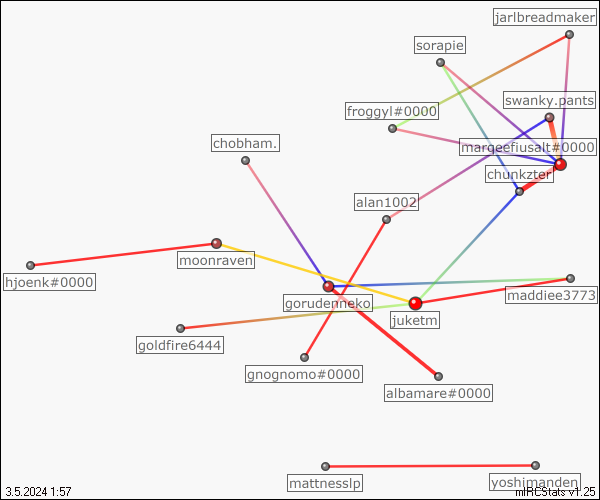 jarlbreadmaker
sorapie
swanky.pants
froggyl#0000
chobham.
margeefiusalt#0000
chunkzter
alan1002
moonraven
hjoenk#0000
gorudenneko
maddiee3773
juketm
goldfire6444
gnognomo#0000
albamare#0000
mattnesslp
yoshimanden
3.5.2024 1:57
mIRCStats v1.25